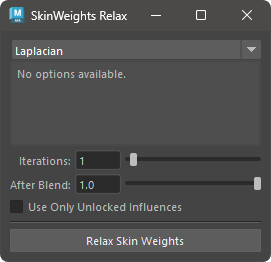 SkinWeights Relax
Laplacian
No options available.
Iterations: 1
After Blend: 1.0
Use Only Unlocked Influences
Relax Skin Weights